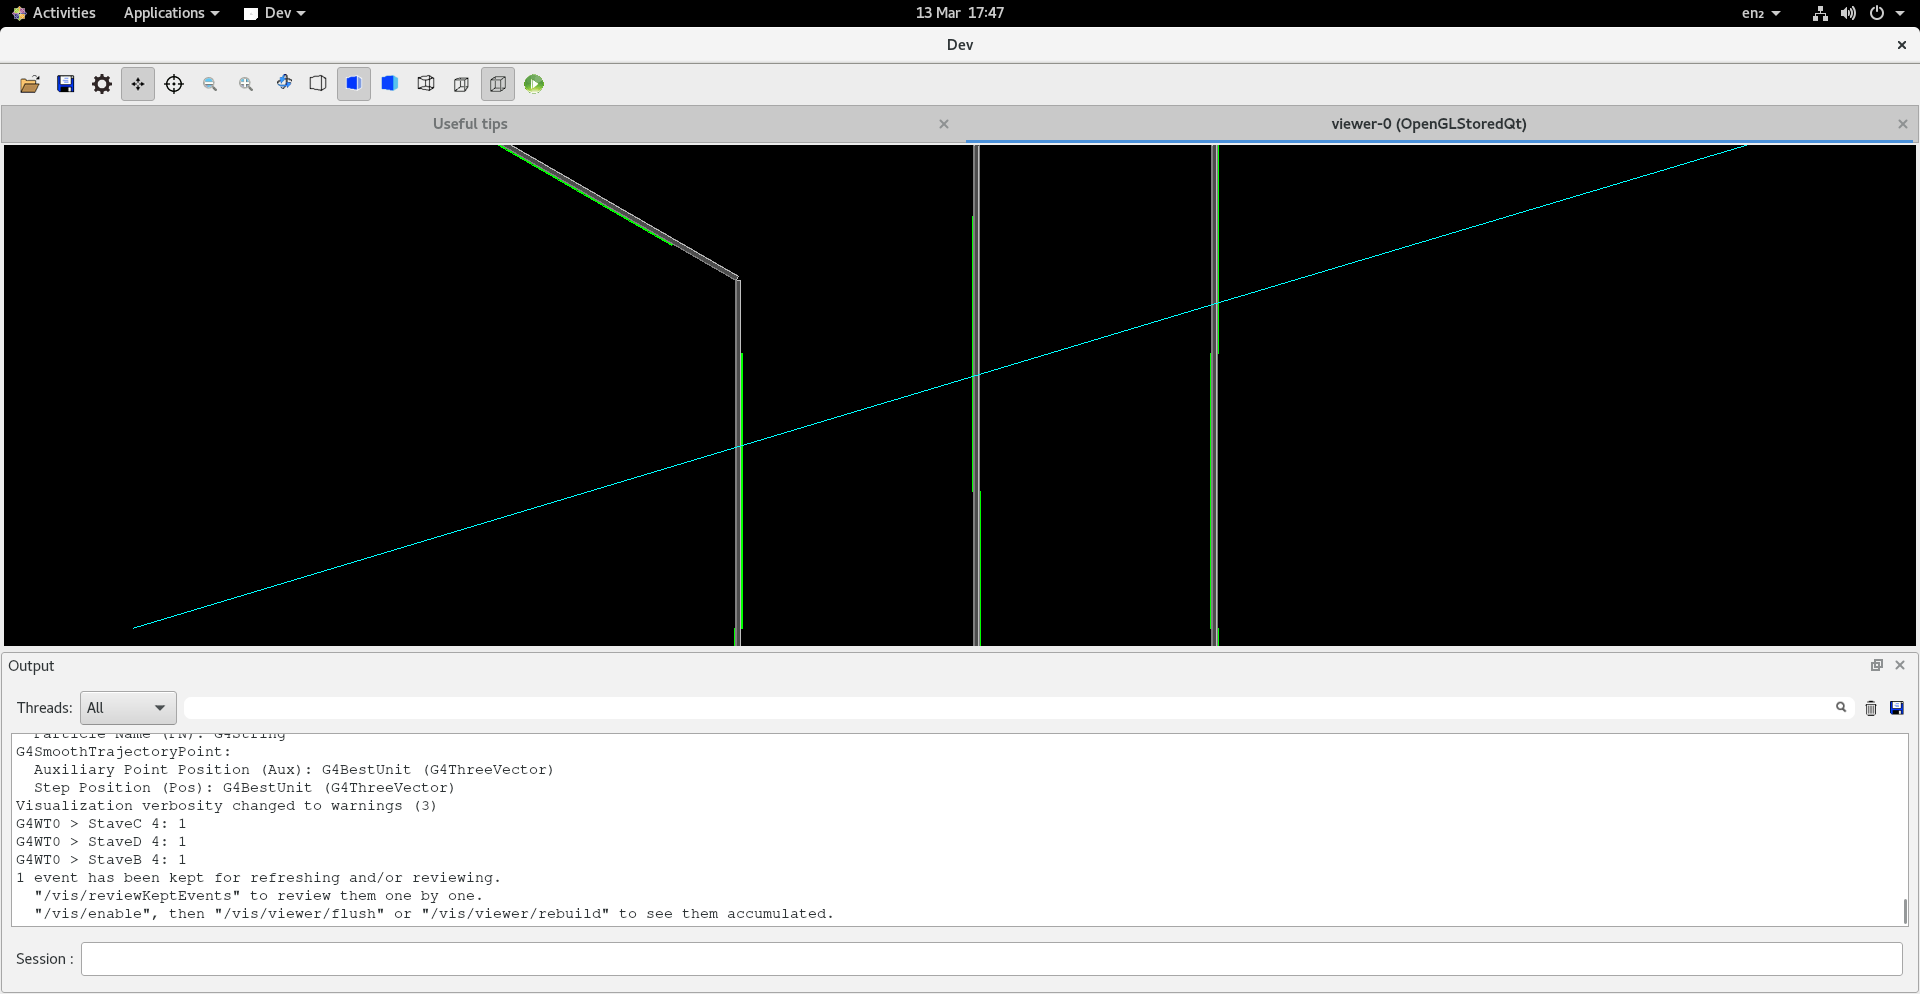 Activities Applications Dev 13 Mar 17:47 en₂
Dev
Useful tips viewer-0 (OpenGLStoredQt)
Output
Threads: All
Particle Name (PN): G4String
G4SmoothTrajectoryPoint:
Auxiliary Point Position (Aux): G4BestUnit (G4ThreeVector)
Step Position (Pos): G4BestUnit (G4ThreeVector)
Visualization verbosity changed to warnings (3)
G4WT0 > StaveC 4: 1
G4WT0 > StaveD 4: 1
G4WT0 > StaveB 4: 1
1 event has been kept for refreshing and/or reviewing.
"/vis/reviewKeptEvents" to review them one by one.
"/vis/enable", then "/vis/viewer/flush" or "/vis/viewer/rebuild" to see them accumulated.
Session :